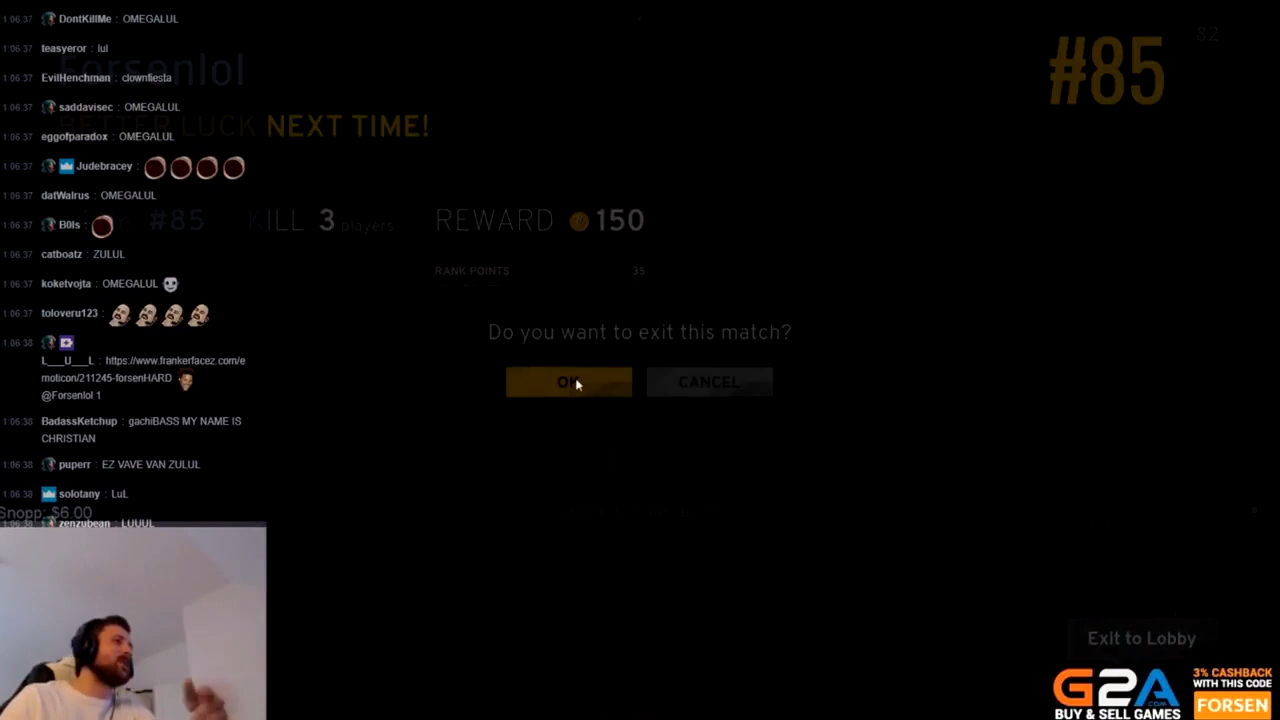 1:06:37 DontKillMe : OMEGALUL
1:06:37 teasyeror : lul
1:06:37 EvilHenchman : clownfiesta
1:06:37 saddavisec : OMEGALUL
1:06:37 eggofparadox : OMEGALUL
1:06:37 Judebracey :
1:06:37 datWalrus : OMEGALUL
1:06:37 B0ls :
1:06:37 catboatz : ZULUL
1:06:37 koketvojta : OMEGALUL
1:06:37 toloveru123 :
1:06:38
L___U___L : https://www.frankerfacez.com/e
moticon/211245-forsenHARD
@Forsenlol 1
1:06:38 BadassKetchup : gachiBASS MY NAME IS
CHRISTIAN
1:06:38 puperr : EZ VAVE VAN ZULUL
1:06:38 solotany : LuL
Snopp: $6.00
1:06:38 zenzubean : LUUUL
Forsenlol
BETTER LUCK NEXT TIME!
#85
82
#85 KILL 3 players REWARD 150
RANK POINTS 35
Do you want to exit this match?
OK CANCEL
Exit to Lobby
G2A.COM
BUY & SELL GAMES
3% CASHBACK
WITH THIS CODE
FORSEN